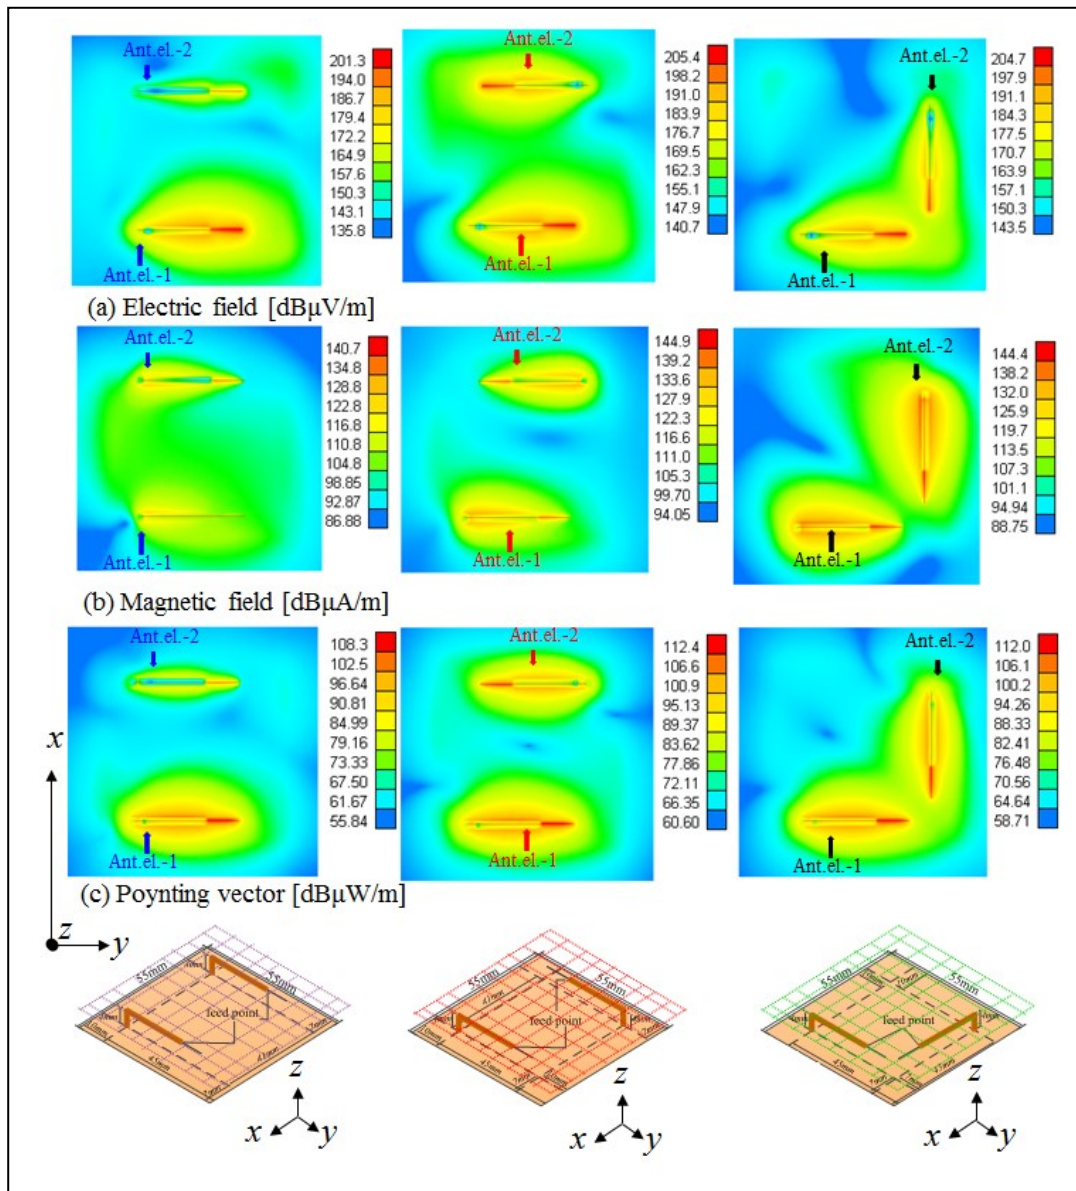 Ant.el.-2
Ant.el.-1
201.3
194.0
186.7
179.4
172.2
164.9
157.6
150.3
143.1
135.8
Ant.el.-2
Ant.el.-1
205.4
198.2
191.0
183.9
176.7
169.5
162.3
155.1
147.9
140.7
Ant.el.-2
Ant.el.-1
204.7
197.9
191.1
184.3
177.5
170.7
163.9
157.1
150.3
143.5
(a) Electric field [dBμV/m]
Ant.el.-2
Ant.el.-1
140.7
134.8
128.8
122.8
116.8
110.8
104.8
98.85
92.87
86.88
Ant.el.-2
Ant.el.-1
144.9
139.2
133.6
127.9
122.3
116.6
111.0
105.3
99.70
94.05
Ant.el.-2
Ant.el.-1
144.4
138.2
132.0
125.9
119.7
113.5
107.3
101.1
94.94
88.75
(b) Magnetic field [dBμA/m]
Ant.el.-2
Ant.el.-1
108.3
102.5
96.64
90.81
84.99
79.16
73.33
67.50
61.67
55.84
Ant.el.-2
Ant.el.-1
112.4
106.6
100.9
95.13
89.37
83.62
77.86
72.11
66.35
60.60
Ant.el.-2
Ant.el.-1
112.0
106.1
100.2
94.26
88.33
82.41
76.48
70.56
64.64
58.71
(c) Poynting vector [dBμW/m]
x
z
y
55mm
55mm
feed point
10mm
45mm
41mm
z
x
y
55mm
55mm
41mm
feed point
10mm
45mm
z
x
y
55mm
55mm
feed point
45mm
z
x
y